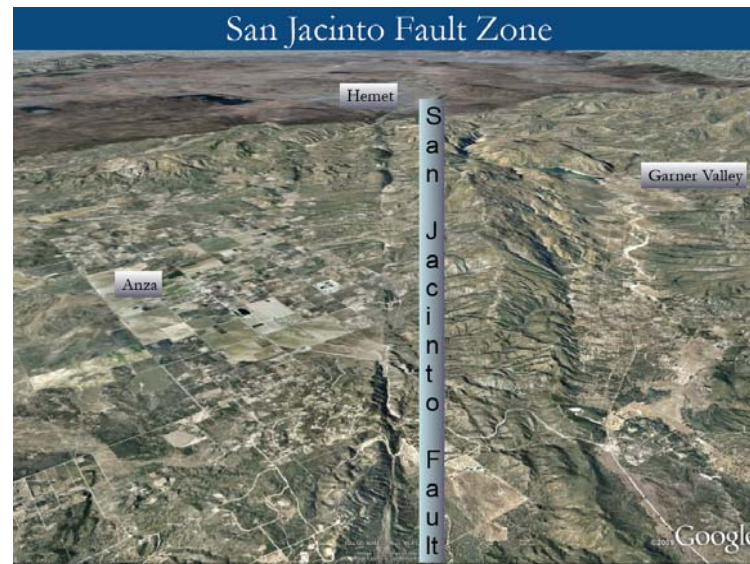 San Jacinto Fault Zone
Hemet
San Jacinto Fault
Garner Valley
Anza
Google